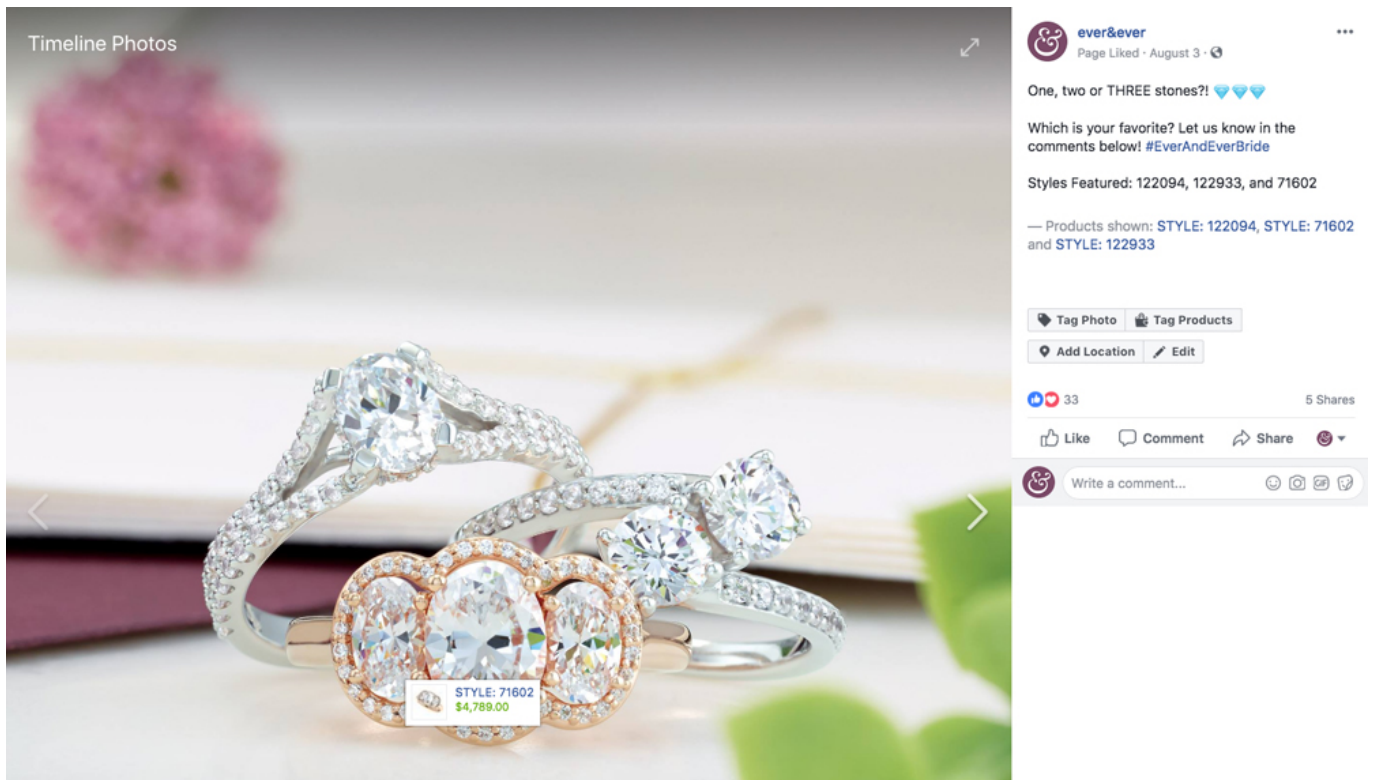 Timeline Photos
ever&ever
Page Liked · August 3 ·
One, two or THREE stones?! 💎💎💎
Which is your favorite? Let us know in the
comments below! #EverAndEverBride
Styles Featured: 122094, 122933, and 71602
— Products shown: STYLE: 122094, STYLE: 71602
and STYLE: 122933
Tag Photo Tag Products
Add Location Edit
33 5 Shares
Like Comment Share
Write a comment... GIF
STYLE: 71602
$4,789.00